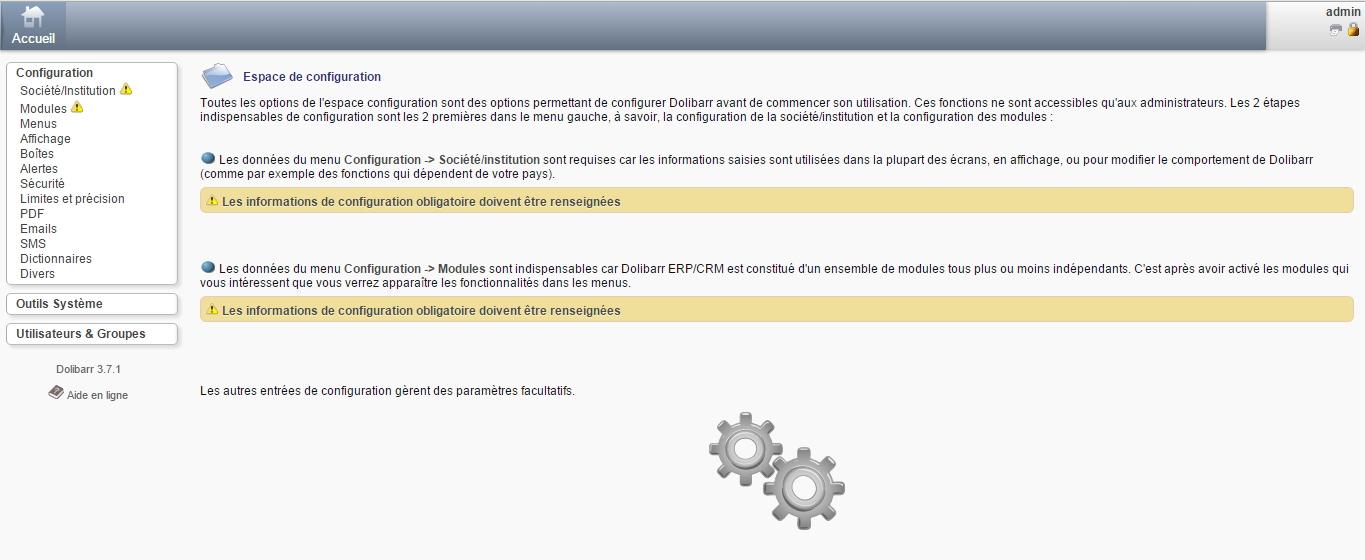 Accueil
admin
Configuration
Société/Institution
Modules
Menus
Affichage
Boîtes
Alertes
Sécurité
Limites et précision
PDF
Emails
SMS
Dictionnaires
Divers
Outils Système
Utilisateurs & Groupes
Dolibarr 3.7.1
Aide en ligne
Espace de configuration
Toutes les options de l'espace configuration sont des options permettant de configurer Dolibarr avant de commencer son utilisation. Ces fonctions ne sont accessibles qu'aux administrateurs. Les 2 étapes
indispensables de configuration sont les 2 premières dans le menu gauche, à savoir, la configuration de la société/institution et la configuration des modules :
Les données du menu Configuration -> Société/institution sont requises car les informations saisies sont utilisées dans la plupart des écrans, en affichage, ou pour modifier le comportement de Dolibarr
(comme par exemple des fonctions qui dépendent de votre pays).
Les informations de configuration obligatoire doivent être renseignées
Les données du menu Configuration -> Modules sont indispensables car Dolibarr ERP/CRM est constitué d'un ensemble de modules tous plus ou moins indépendants. C'est après avoir activé les modules qui
vous intéressent que vous verrez apparaître les fonctionnalités dans les menus.
Les informations de configuration obligatoire doivent être renseignées
Les autres entrées de configuration gèrent des paramètres facultatifs.